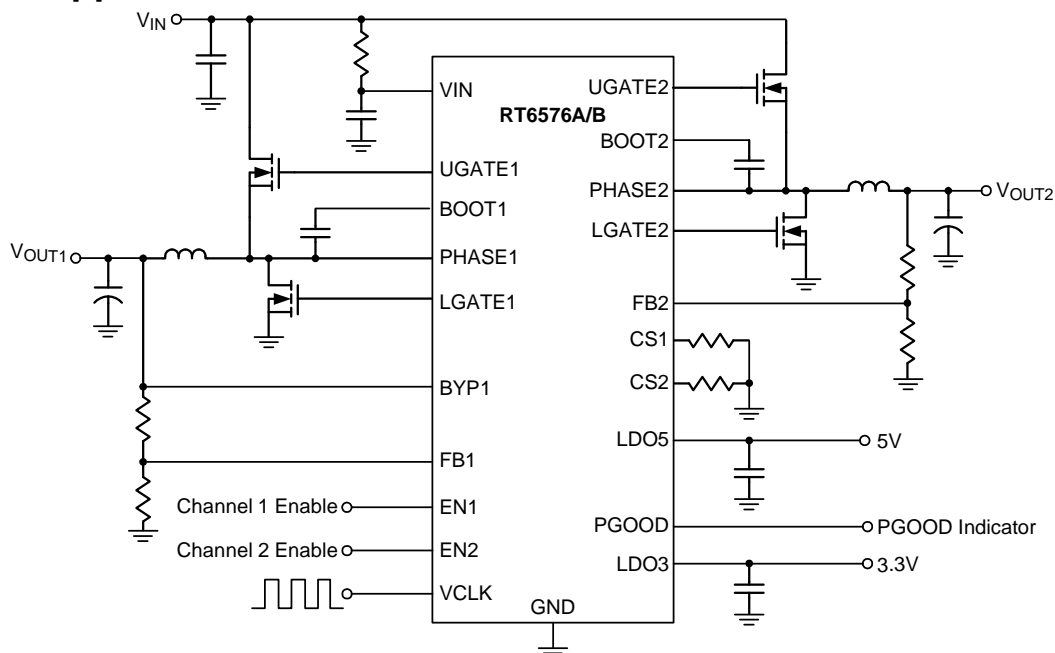 VIN
VIN
RT6576A/B
UGATE2
BOOT2
UGATE1
BOOT1
PHASE2
VOUT2
LGATE2
VOUT1
PHASE1
LGATE1
FB2
CS1
CS2
BYP1
LDO5
5V
FB1
Channel 1 Enable
EN1
PGOOD
PGOOD Indicator
Channel 2 Enable
EN2
LDO3
3.3V
VCLK
GND